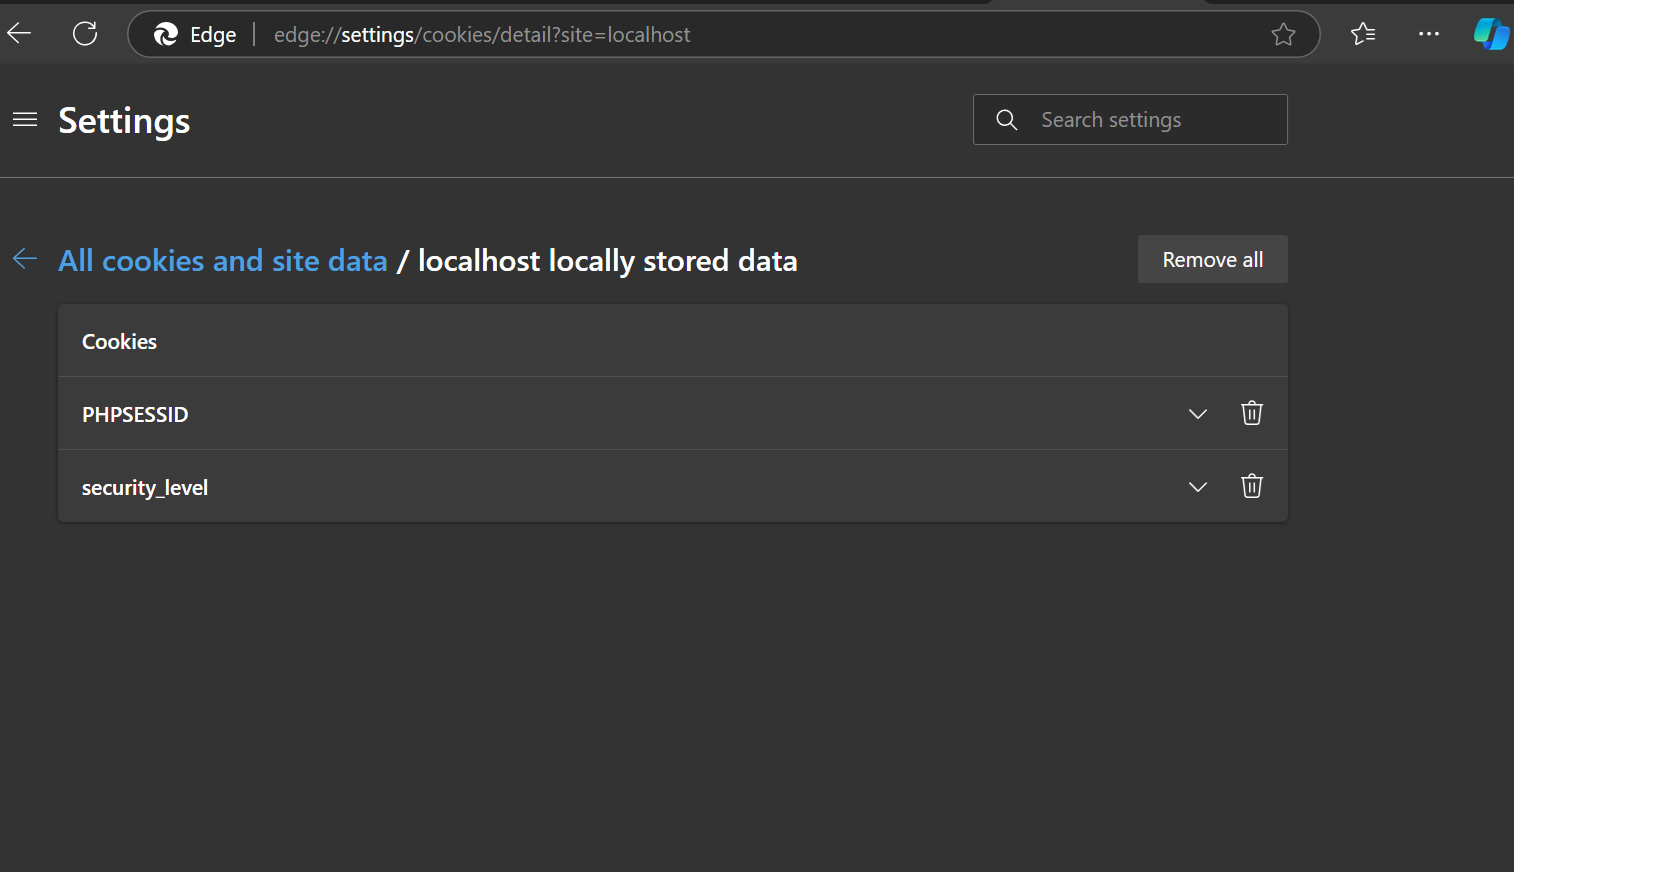 Edge | edge://settings/cookies/detail?site=localhost
Settings
Search settings
All cookies and site data / localhost locally stored data
Remove all
Cookies
PHPSESSID
security_level